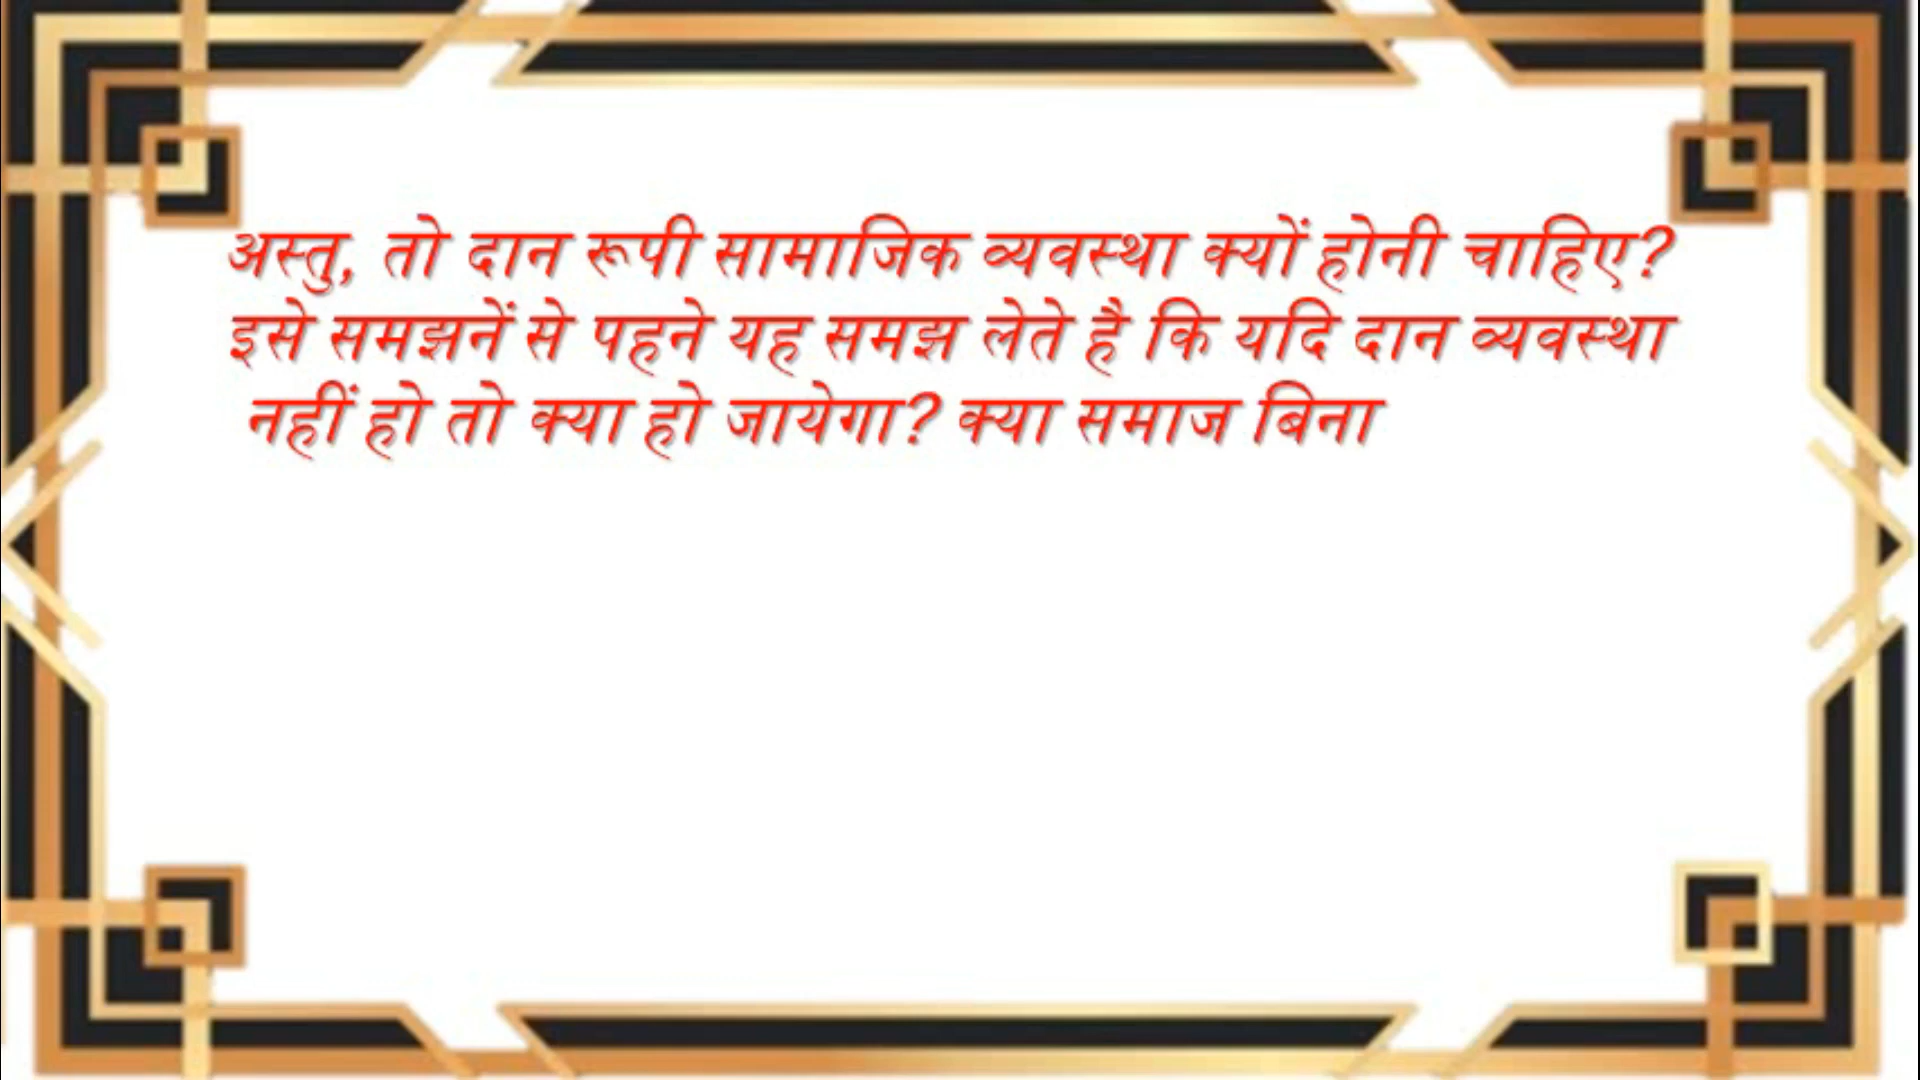 अस्तु, तो दान रूपी सामाजिक व्यवस्था क्यों होनी चाहिए?
इसे समझनें से पहने यह समझ लेते है कि यदि दान व्यवस्था
नहीं हो तो क्या हो जायेगा? क्या समाज बिना